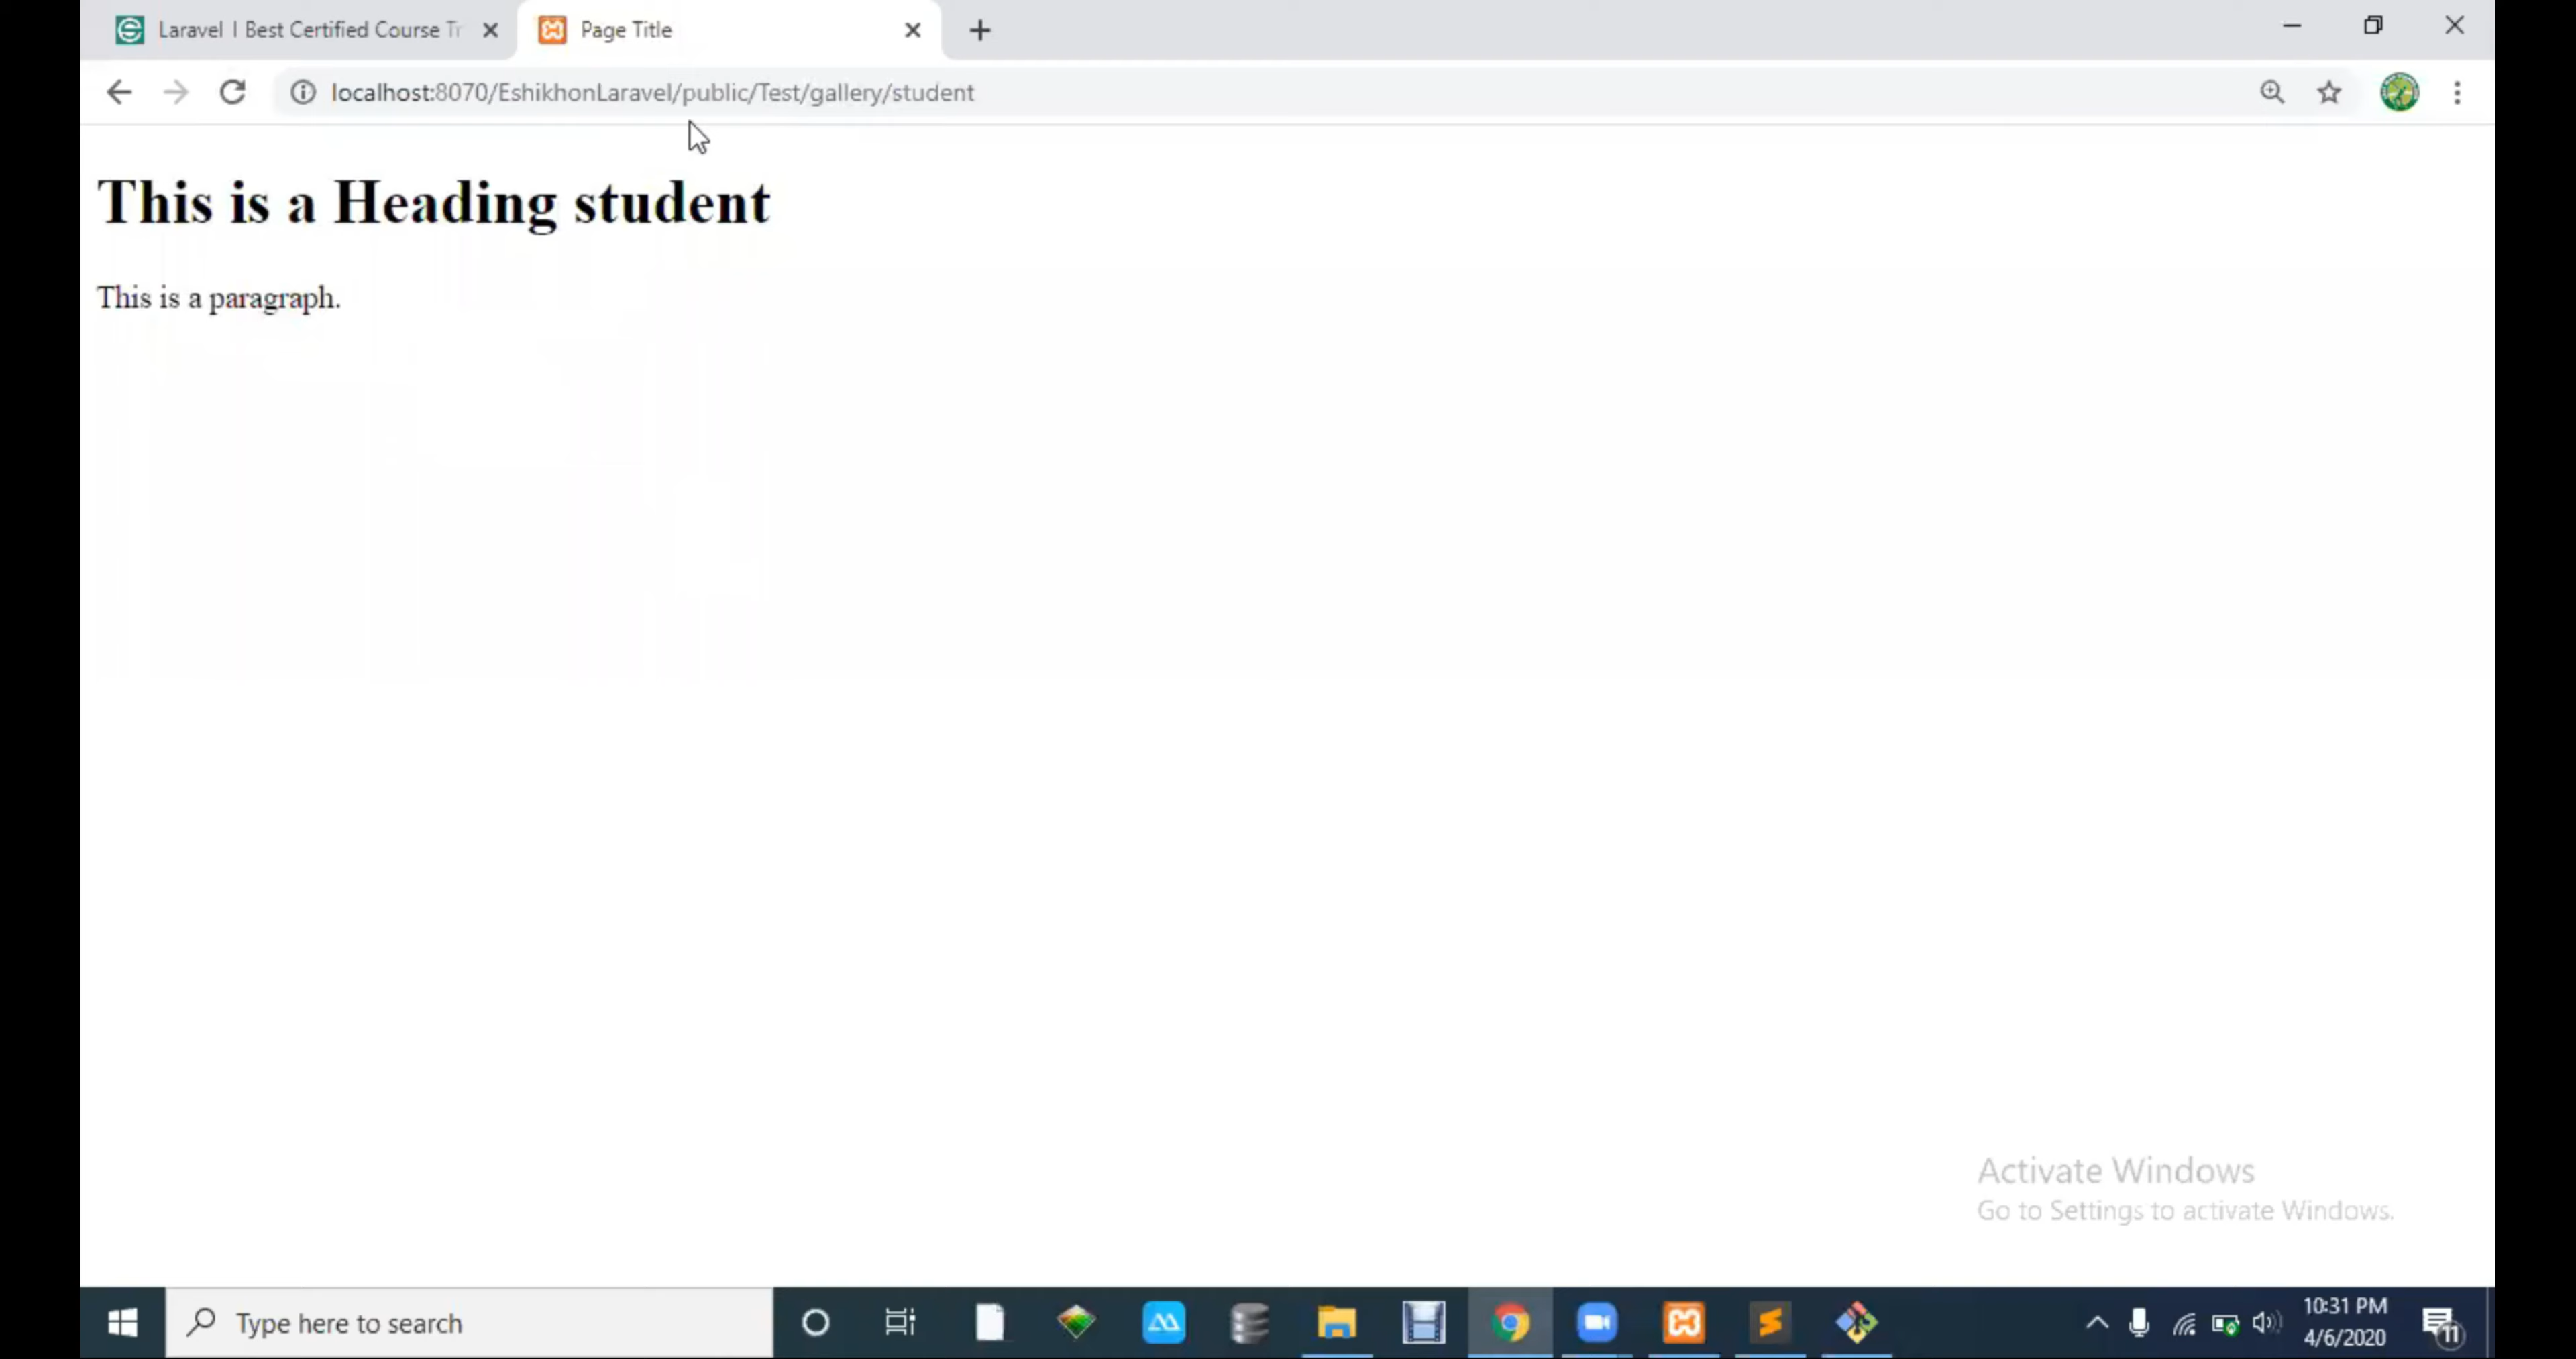 Laravel I Best Certified Course Tr
Page Title
localhost:8070/EshikhonLaravel/public/Test/gallery/student
This is a Heading student
This is a paragraph.
Activate Windows
Go to Settings to activate Windows.
Type here to search
10:31 PM
4/6/2020
11